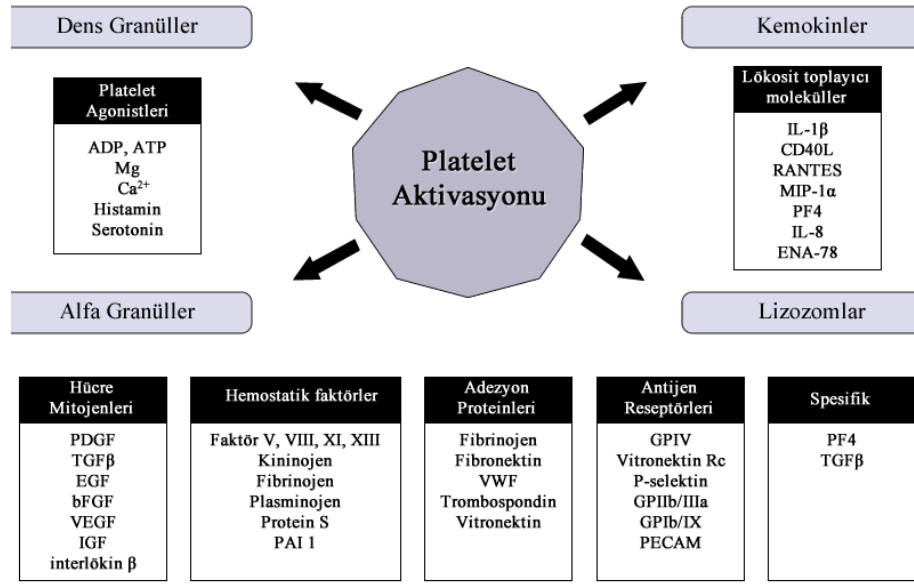 Dens Granüller
Kemokinler
Platelet
Agonistleri
ADP, ATP
Mg
Ca²⁺
Histamin
Serotonin
Platelet
Aktivasyonu
Lökosit toplayıcı
moleküller
IL-1β
CD40L
RANTES
MIP-1α
PF4
IL-8
ENA-78
Alfa Granüller
Lizozomlar
Hücre
Mitojenleri
PDGF
TGFβ
EGF
bFGF
VEGF
IGF
interlökin β
Hemostatik faktörler
Faktör V, VIII, XI, XIII
Kininojen
Fibrinojen
Plasminojen
Protein S
PAI 1
Adezyon
Proteinleri
Fibrinojen
Fibronektin
VWF
Trombospondin
Vitronektin
Antijen
Reseptörleri
GPIV
Vitronektin Rc
P-selektin
GPIIb/IIIa
GPIb/IX
PECAM
Spesifik
PF4
TGFβ